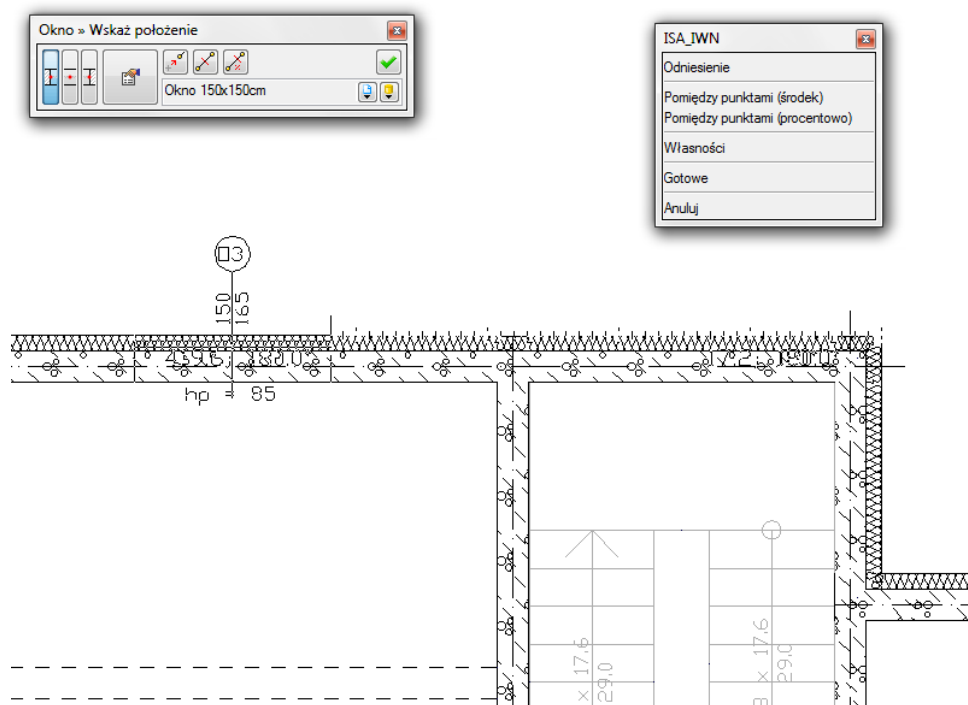 Okno » Wskaż położenie
Okno 150x150cm
ISA_IWN
Odniesienie
Pomiędzy punktami (środek)
Pomiędzy punktami (procentowo)
Własności
Gotowe
Anuluj
150
165
hp = 85
x 17,6
29,0
x 17,6
29,0